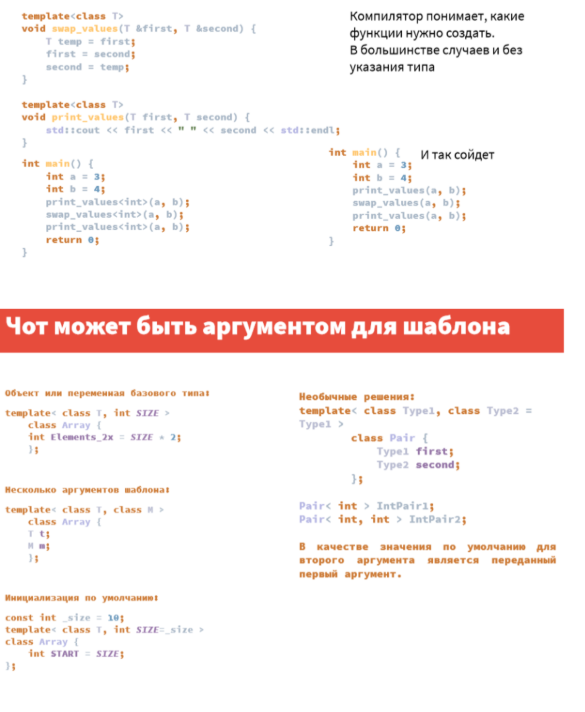 template<class T>
void swap_values(T &first, T &second) {
    T temp = first;
    first = second;
    second = temp;
}
Компилятор понимает, какие
функции нужно создать.
В большинстве случаев и без
указания типа
template<class T>
void print_values(T first, T second) {
    std::cout << first << " " << second << std::endl;
}
int main() {
    int a = 3;
    int b = 4;
    print_values<int>(a, b);
    swap_values<int>(a, b);
    print_values<int>(a, b);
    return 0;
}
int main() {
    int a = 3;
    int b = 4;
    print_values(a, b);
    swap_values(a, b);
    print_values(a, b);
    return 0;
}
И так сойдет
Чот может быть аргументом для шаблона
Объект или переменная базового типа:
template< class T, int SIZE >
    class Array {
    int Elements_2x = SIZE * 2;
    };
Несколько аргументов шаблона:
template< class T, class M >
    class Array {
    T t;
    M m;
    };
Инициализация по умолчанию:
const int _size = 10;
template< class T, int SIZE=_size >
class Array {
    int START = SIZE;
};
Необычные решения:
template< class Type1, class Type2 =
Type1 >
        class Pair {
            Type1 first;
            Type2 second;
        };
Pair< int > IntPair1;
Pair< int, int > IntPair2;
В качестве значения по умолчанию для
второго аргумента является переданный
первый аргумент.